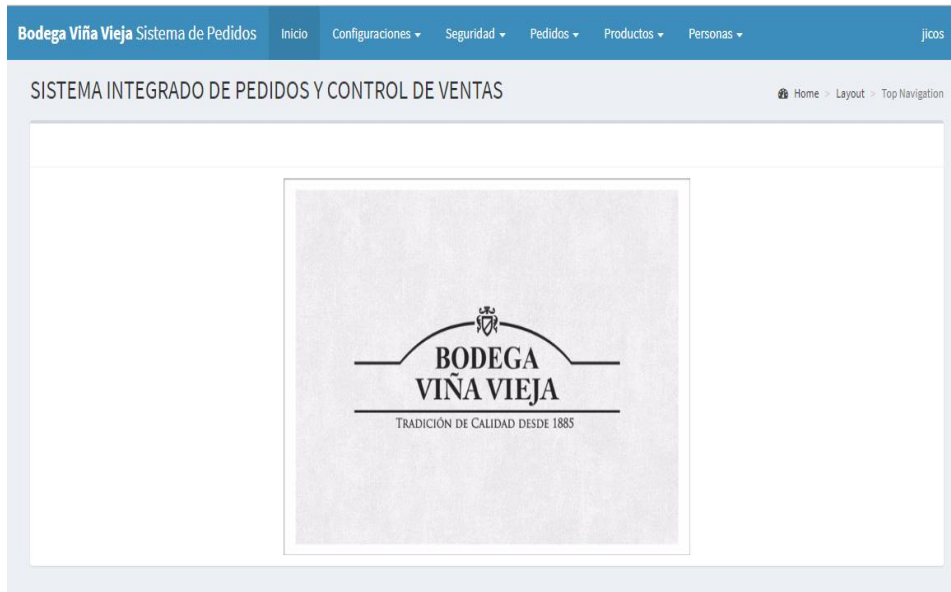 Bodega Viña Vieja Sistema de Pedidos Inicio Configuraciones Seguridad Pedidos Productos Personas jicos
SISTEMA INTEGRADO DE PEDIDOS Y CONTROL DE VENTAS
Home > Layout > Top Navigation
BODEGA
VIÑA VIEJA
TRADICIÓN DE CALIDAD DESDE 1885